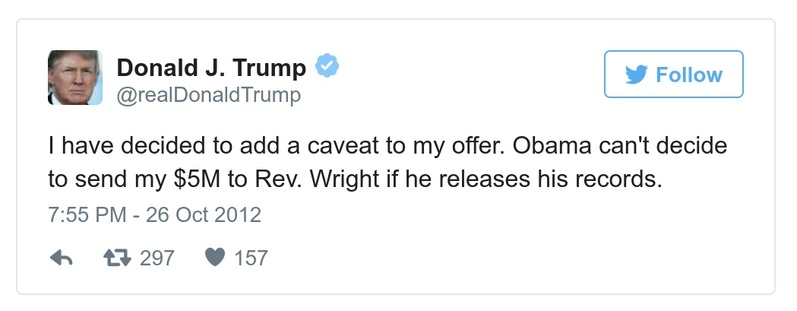 Donald J. Trump
@realDonaldTrump
Follow
I have decided to add a caveat to my offer. Obama can't decide
to send my $5M to Rev. Wright if he releases his records.
7:55 PM - 26 Oct 2012
297 157